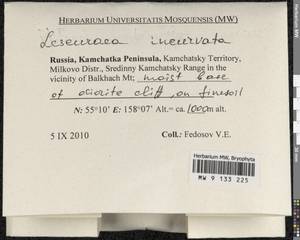 HERBARIUM UNIVERSITATIS MOSQUENSIS (MW)
Lescuraea incurvata
Russia, Kamchatka Peninsula, Kamchatsky Territory,
Milkovo Distr., Sredinny Kamchatsky Range in the
vicinity of Balkhach Mt; moist base
of diorite cliff, on finesoil
N: 55°10' E: 158°07' Alt.= ca. 1000 m alt.
5 IX 2010 Coll.: Fedosov V.E.
Herbarium MW, Bryophyta
MW 9 133 225